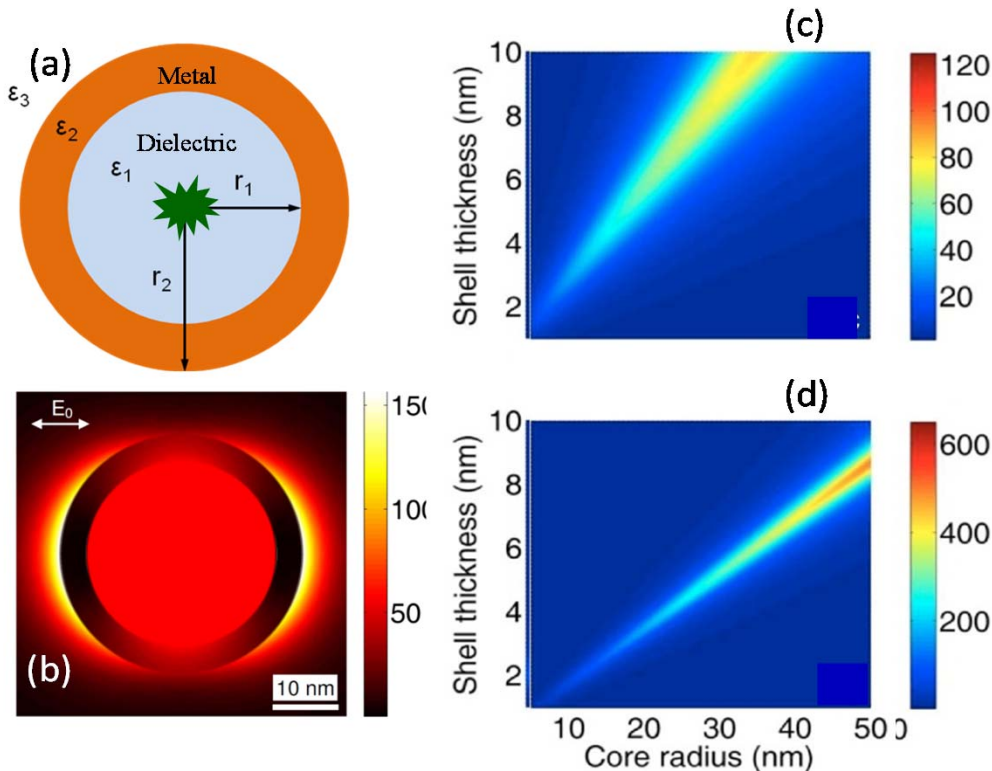 (a)
Metal
ε3
ε2
Dielectric
ε1
r1
r2
(b)
E0
10 nm
150
100
50
(c)
Shell thickness (nm)
10
8
6
4
2
120
100
80
60
40
20
(d)
Shell thickness (nm)
10
8
6
4
2
10 20 30 40 50
Core radius (nm)
600
400
200